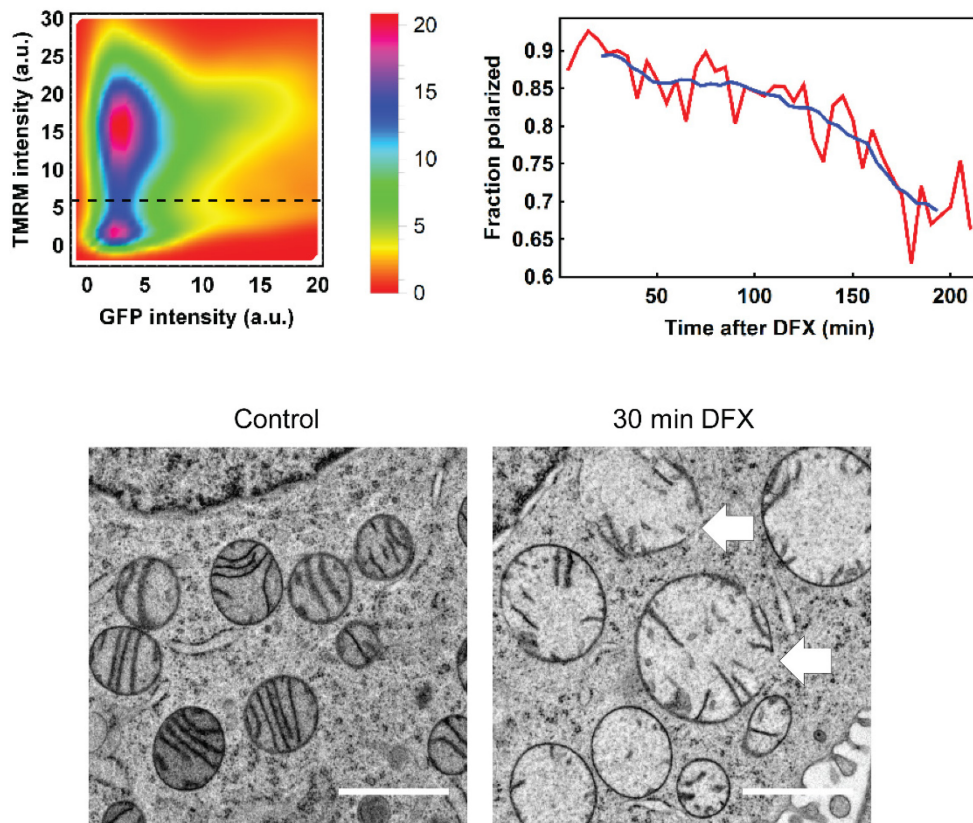 TMRM intensity (a.u.)
30
25
20
15
10
5
0
0 5 10 15 20
GFP intensity (a.u.)
20
15
10
5
0
Fraction polarized
0.9
0.85
0.8
0.75
0.7
0.65
0.6
50 100 150 200
Time after DFX (min)
Control
30 min DFX